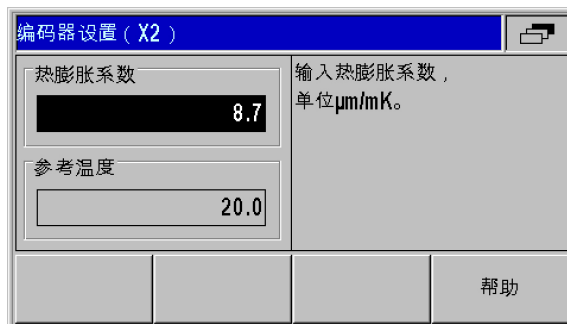 编码器设置（X2）
热膨胀系数
8.7
参考温度
20.0
输入热膨胀系数，
单位μm/mK。
帮助